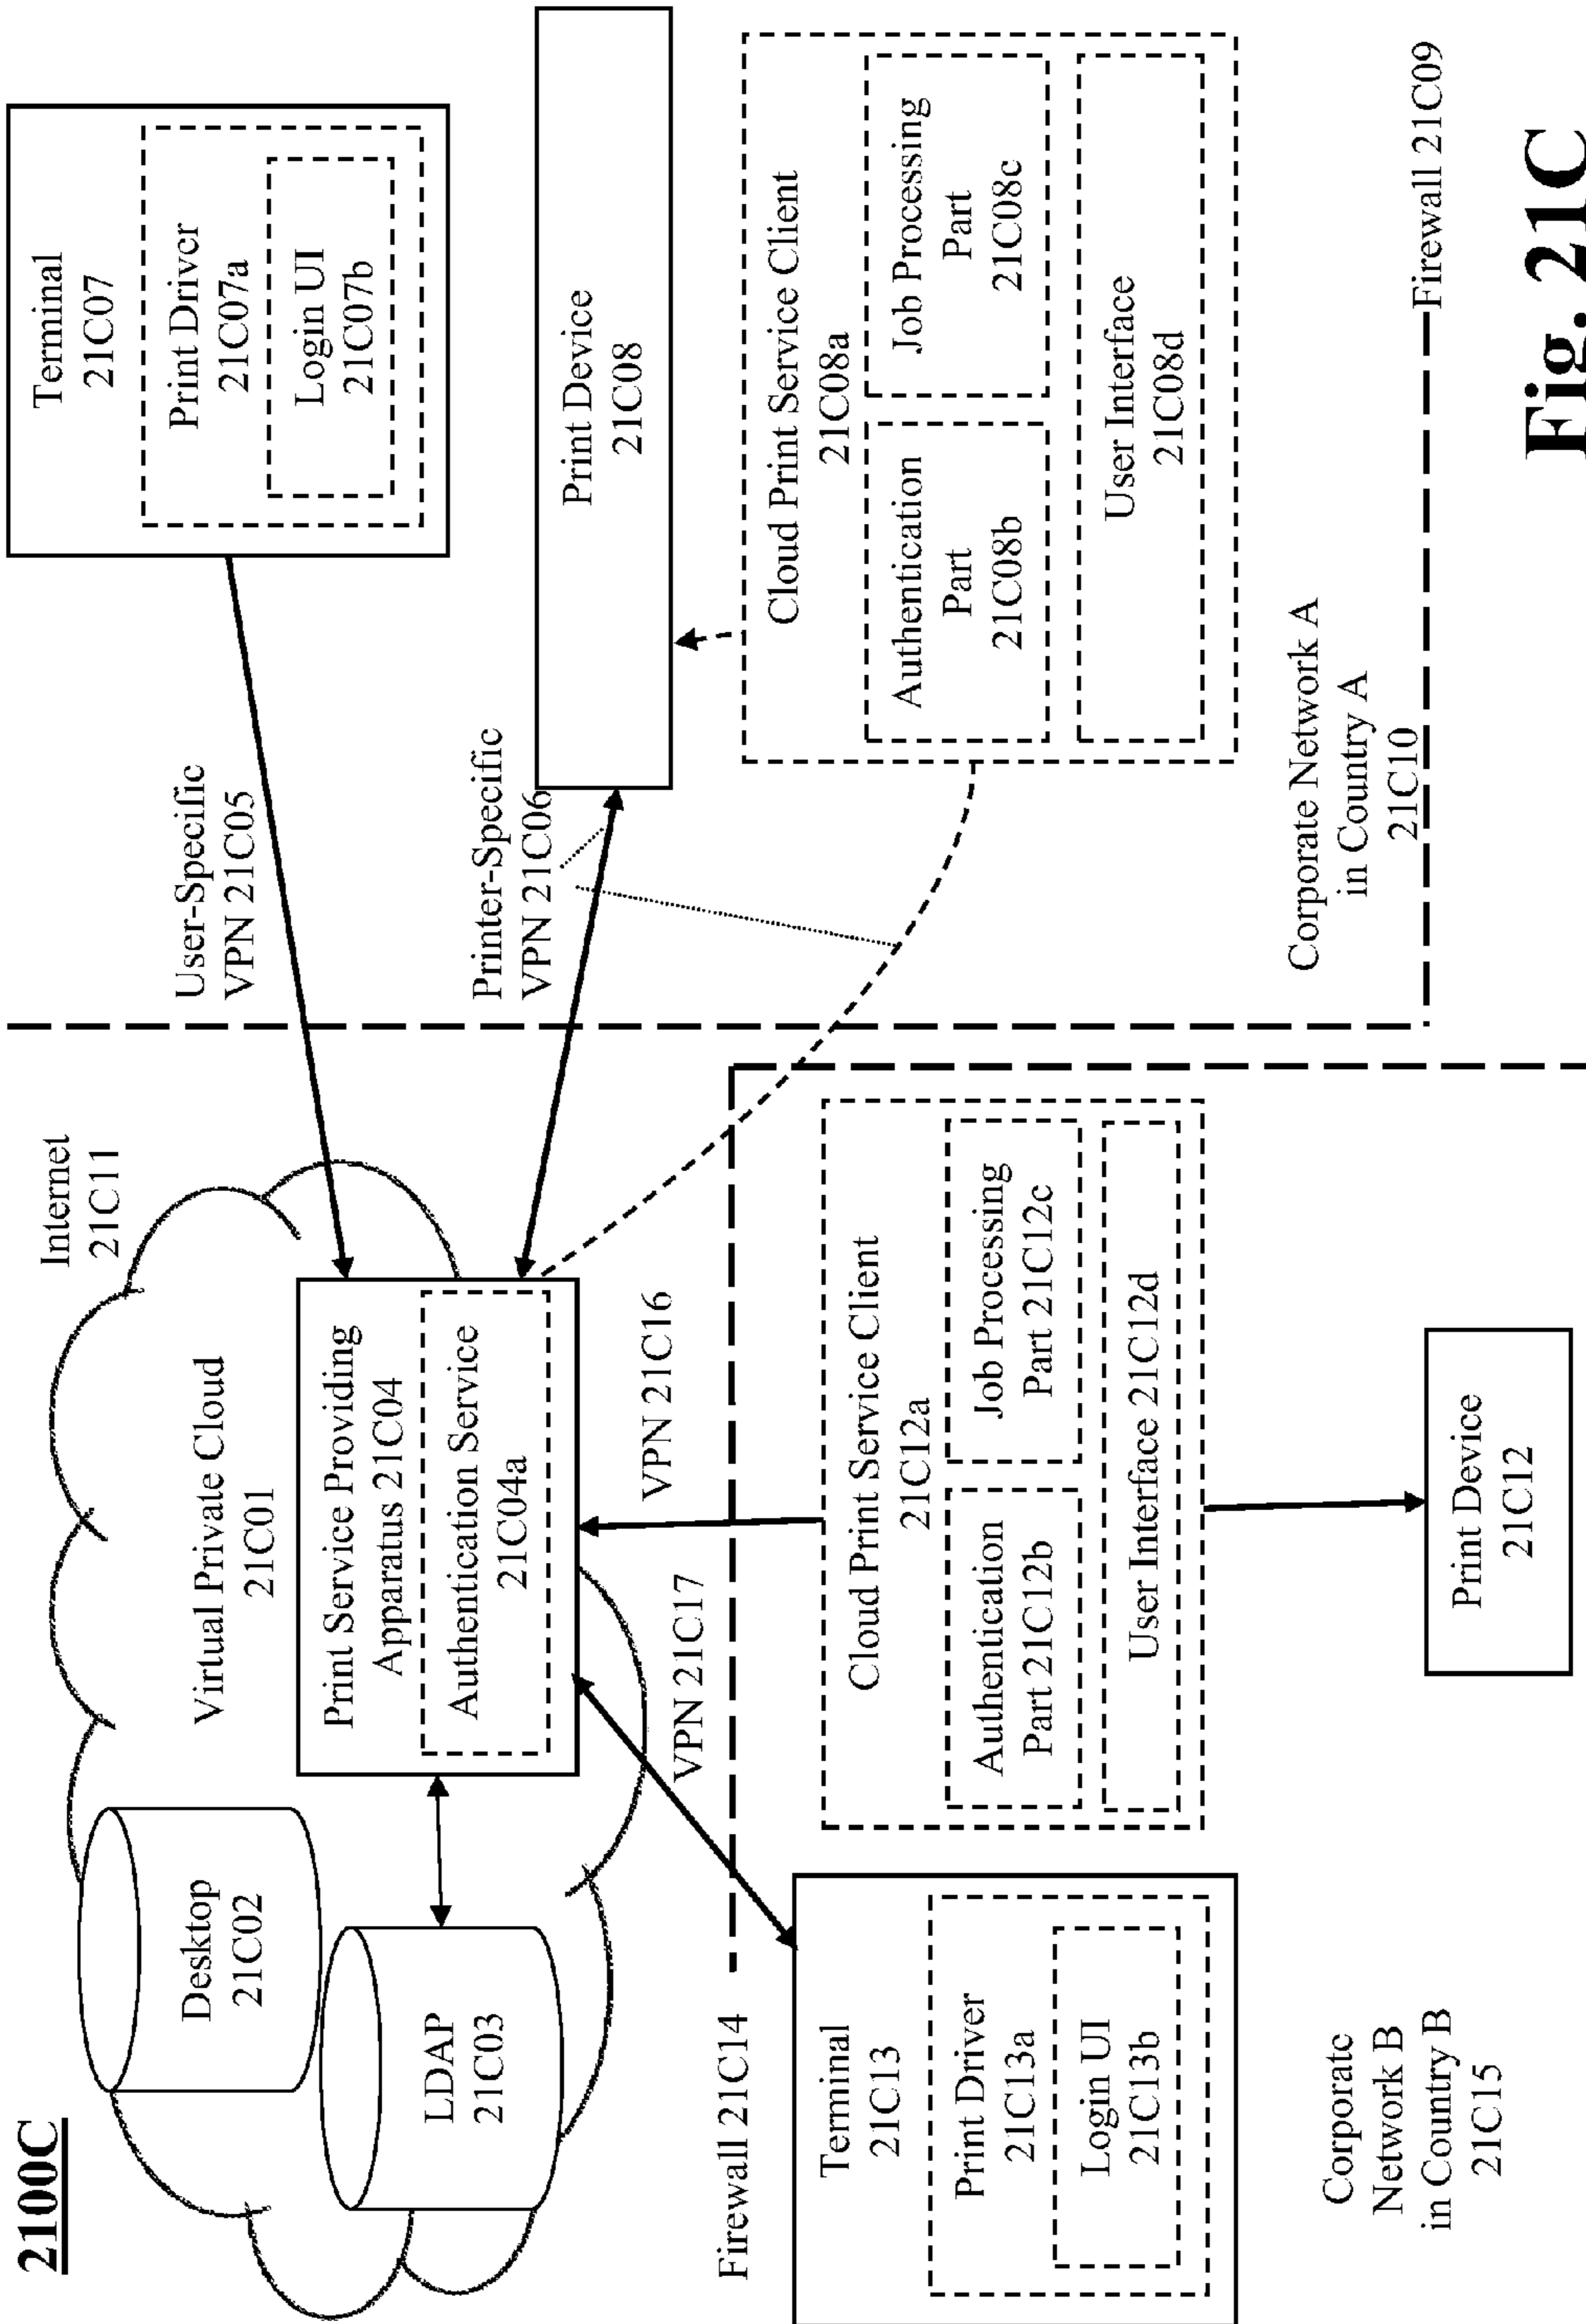 2100C
Internet
21C11
Virtual Private Cloud
21C01
Desktop
21C02
LDAP
21C03
Print Service Providing
Apparatus 21C04
Authentication Service
21C04a
User-Specific
VPN 21C05
Printer-Specific
VPN 21C06
Terminal
21C07
Print Driver
21C07a
Login UI
21C07b
Print Device
21C08
Cloud Print Service Client
21C08a
Authentication
Part
21C08b
Job Processing
Part
21C08c
User Interface
21C08d
Corporate Network A
in Country A
21C10
Firewall 21C09
Firewall 21C14
VPN 21C17
VPN 21C16
Terminal
21C13
Print Driver
21C13a
Login UI
21C13b
Cloud Print Service Client
21C12a
Authentication
Part 21C12b
Job Processing
Part 21C12c
User Interface 21C12d
Print Device
21C12
Corporate
Network B
in Country B
21C15
Fig. 21C